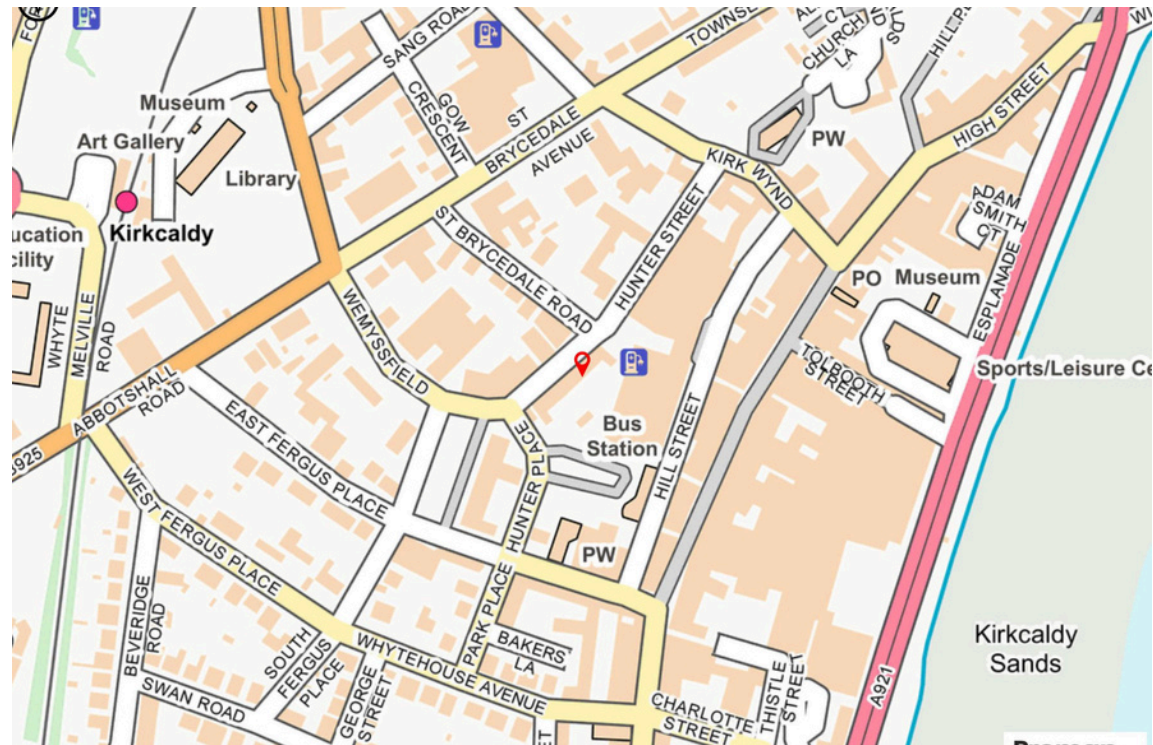 SANG ROAD
CHURCH
LA
CT
HIGH STREET
Museum
Art Gallery
Library
GOW
CRESCENT
ST
BRYCEDALE
AVENUE
PW
KIRK WYND
ADAM
SMITH
CT
Kirkcaldy
ST BRYCEDALE ROAD
HUNTER STREET
PO
Museum
ESPLANADE
WHYTE
MELVILLE
ROAD
WEMYSSFIELD
TOLBOOTH
STREET
Sports/Leisure Ce
ABBOTSHALL
ROAD
EAST FERGUS PLACE
Bus
Station
HILL STREET
HUNTER PLACE
WEST FERGUS PLACE
PW
BEVERIDGE
ROAD
PARK PLACE
BAKERS
LA
Kirkcaldy
Sands
SOUTH
FERGUS
PLACE
WHYTEHOUSE AVENUE
THISTLE
STREET
A921
SWAN ROAD
GEORGE
STREET
CHARLOTTE
STREET